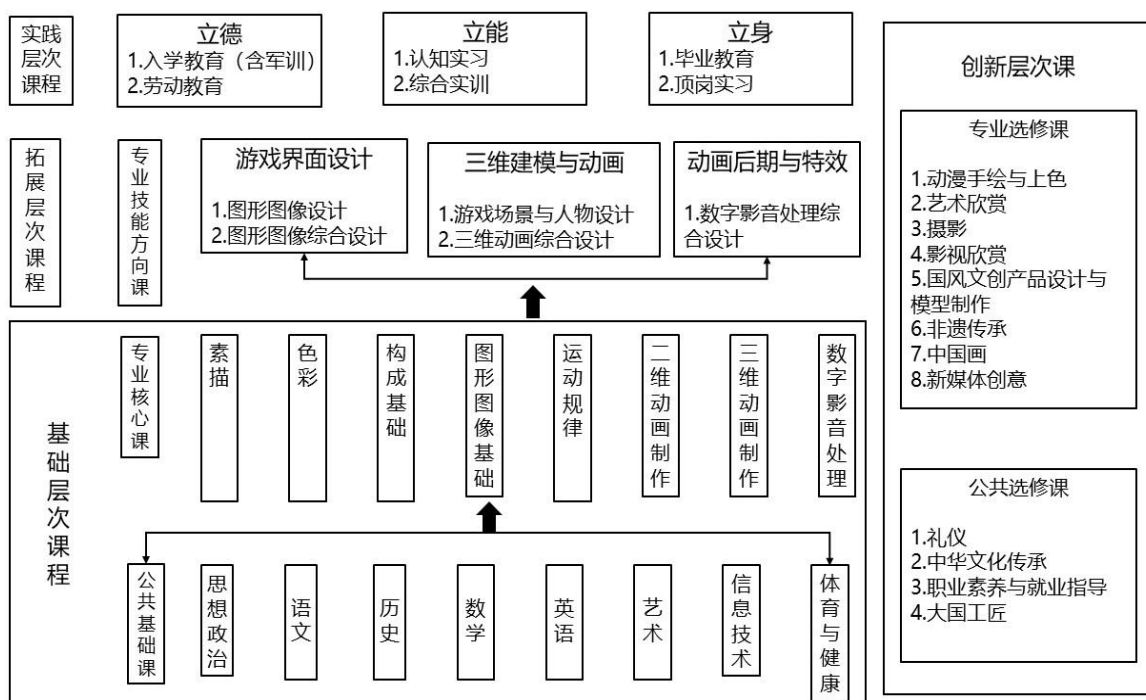 实践
层次
课程
立德
1.入学教育（含军训）
2.劳动教育
立能
1.认知实习
2.综合实训
立身
1.毕业教育
2.顶岗实习
拓展层次课程
专业技能方向课
游戏界面设计
1.图形图像设计
2.图形图像综合设计
三维建模与动画
1.游戏场景与人物设计
2.三维动画综合设计
动画后期与特效
1.数字影音处理综
合设计
基础层次课程
专业核心课
素描
色彩
构成基础
图形图像基础
运动规律
二维动画制作
三维动画制作
数字影音处理
公共基础课
思想政治
语文
历史
数学
英语
艺术
信息技术
体育与健康
创新层次课
专业选修课
1.动漫手绘与上色
2.艺术欣赏
3.摄影
4.影视欣赏
5.国风文创产品设计与
模型制作
6.非遗传承
7.中国画
8.新媒体创意
公共选修课
1.礼仪
2.中华文化传承
3.职业素养与就业指导
4.大国工匠